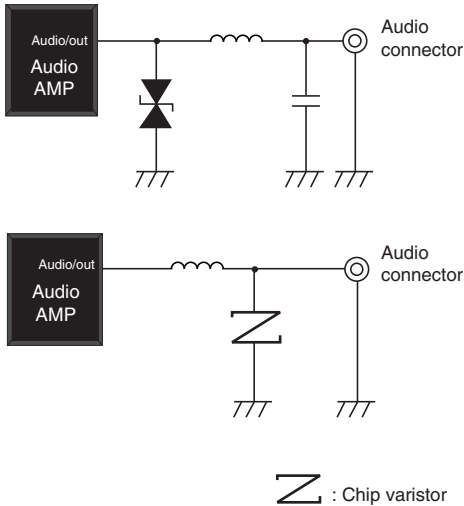 Audio/out
Audio
AMP
Audio
connector
Audio/out
Audio
AMP
Audio
connector
: Chip varistor